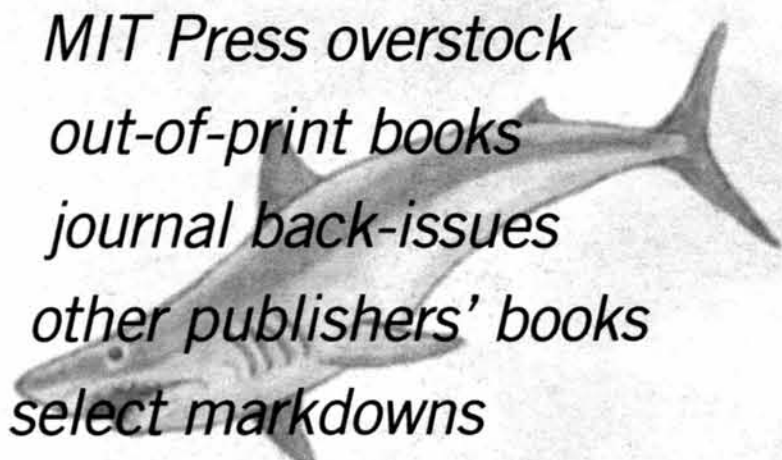 MIT Press overstock
out-of-print books
journal back-issues
other publishers’ books
select markdowns